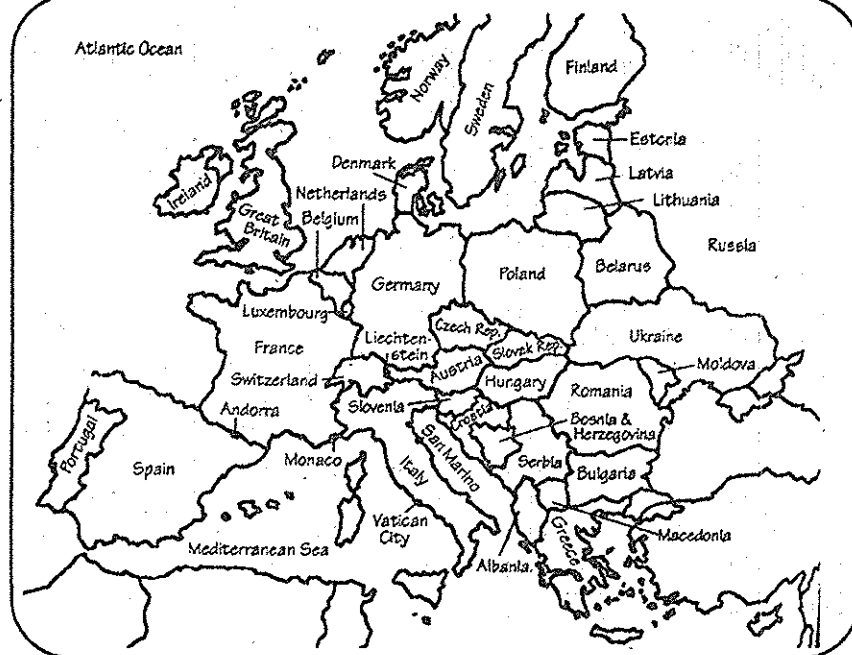 Atlantic Ocean
Norway
Sweden
Finland
Estonia
Latvia
Lithuania
Denmark
Netherlands
Belgium
Ireland
Great
Britain
Russia
Germany
Poland
Belarus
Luxembourg
France
Liechten-
stein
Czech Rep.
Slovak Rep.
Ukraine
Moldova
Switzerland
Austria
Hungary
Romania
Andorra
Slovenia
Croatia
Bosnia &
Herzegovina
Portugal
Spain
Monaco
Italy
San Marino
Serbia
Bulgaria
Vatican
City
Mediterranean Sea
Albania
Greece
Macedonia